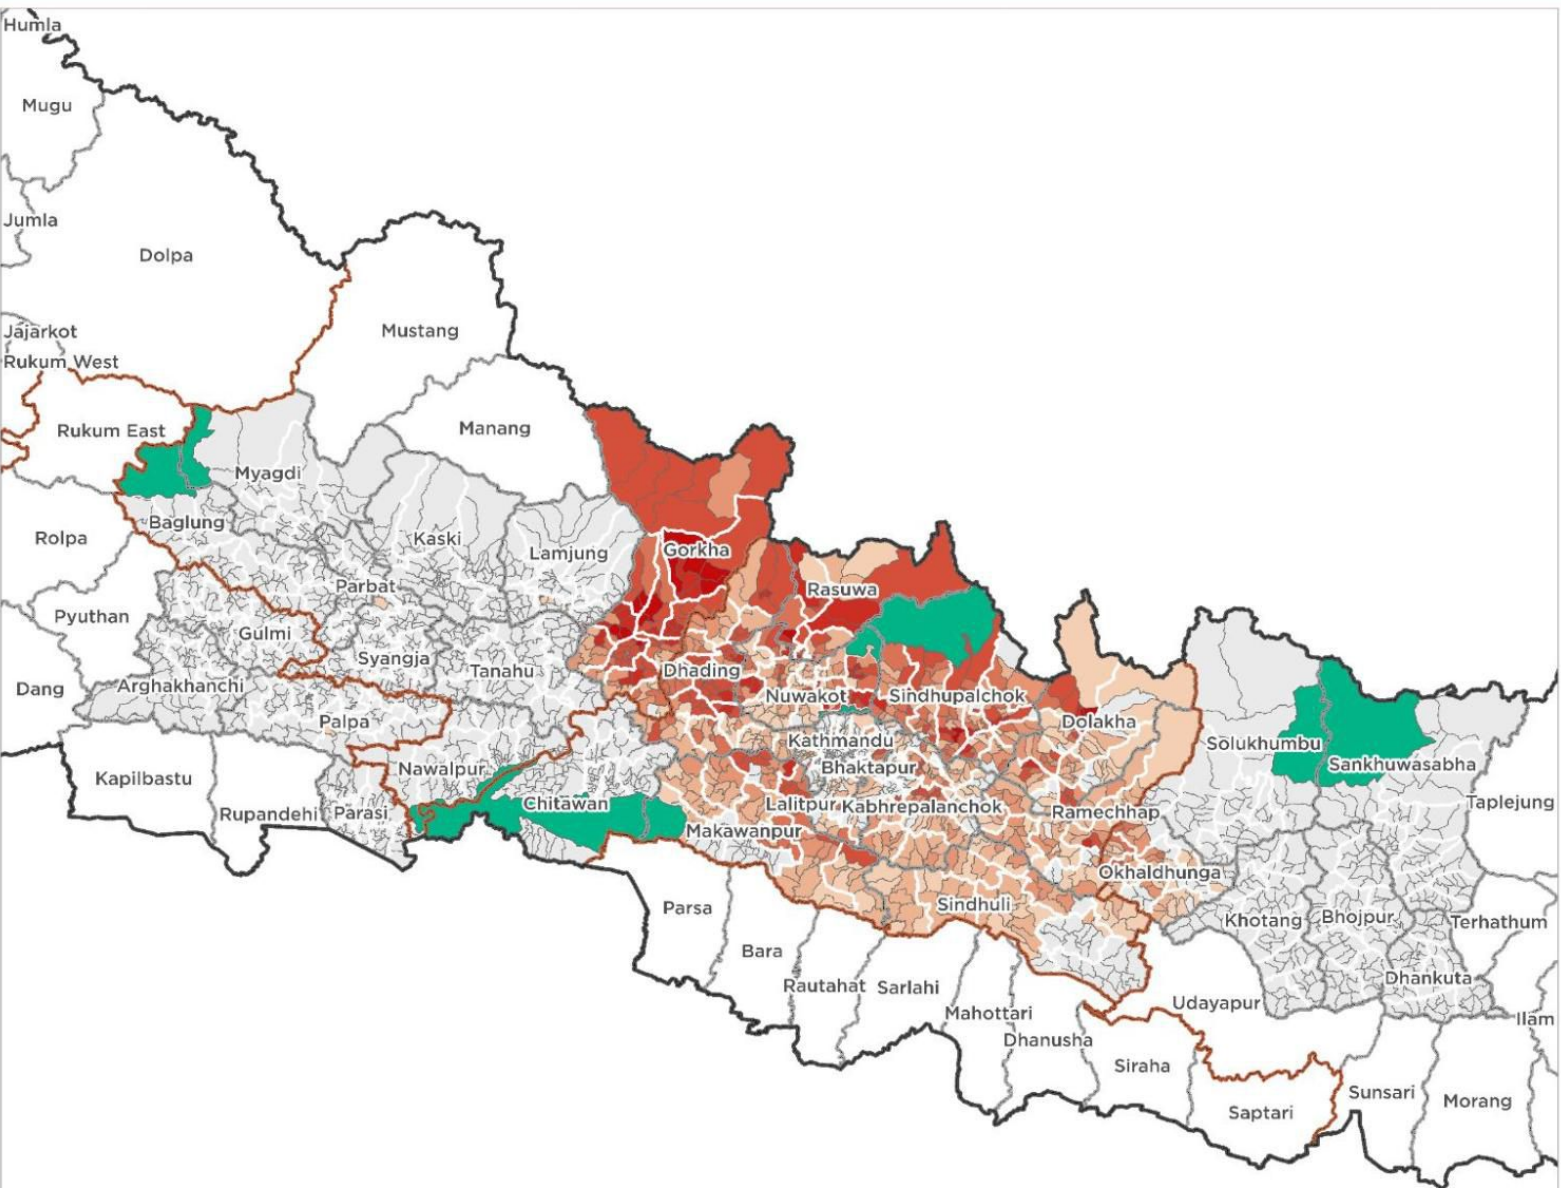 Humla
Mugu
Jumla
Dolpa
Mustang
Jajarkot
Rukum West
Rukum East
Manang
Myagdi
Baglung
Rolpa
Kaski
Lamjung
Gorkha
Rasuwa
Parbat
Pyuthan
Gulmi
Syangja
Tanahu
Dhading
Nuwakot
Sindhupalchok
Dang
Arghakhanchi
Palpa
Dolakha
Kathmandu
Solukhumbu
Bhaktapur
Sankhuwasabha
Kapilbastu
Nawalpur
Rupandehi
Parasi
Chitawan
Lalitpur
Kabhrepalanchok
Ramechhap
Taplejung
Makawanpur
Okhaldhunga
Parsa
Sindhuli
Khotang
Bhojpur
Terhathum
Bara
Dhankuta
Rautahat
Sarlahi
Mahottari
Udayapur
Ilam
Dhanusha
Siraha
Saptari
Sunsari
Morang